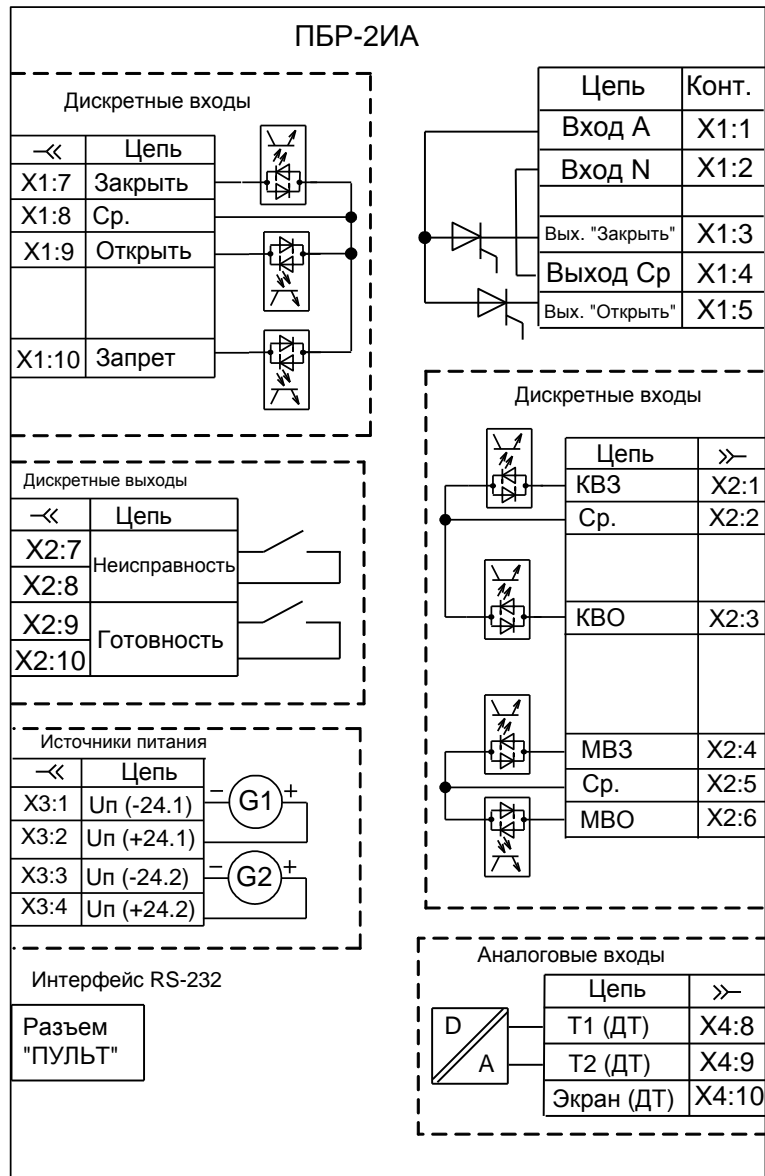 ПБР-2ИА
Дискретные входы
Цепь
X1:7 Закрыть
X1:8 Ср.
X1:9 Открыть
X1:10 Запрет
Цепь Конт.
Вход А X1:1
Вход N X1:2
Вых. "Закрыть" X1:3
Выход Ср X1:4
Вых. "Открыть" X1:5
Дискретные выходы
Цепь
X2:7
Неисправность
X2:8
X2:9
Готовность
X2:10
Дискретные входы
Цепь
КВЗ X2:1
Ср. X2:2
КВО X2:3
МВЗ X2:4
Ср. X2:5
МВО X2:6
Источники питания
Цепь
X3:1 Uп (-24.1) − G1 +
X3:2 Uп (+24.1)
X3:3 Uп (-24.2) − G2 +
X3:4 Uп (+24.2)
Интерфейс RS-232
Разъем
"ПУЛЬТ"
Аналоговые входы
Цепь
D
A
Т1 (ДТ) X4:8
Т2 (ДТ) X4:9
Экран (ДТ) X4:10